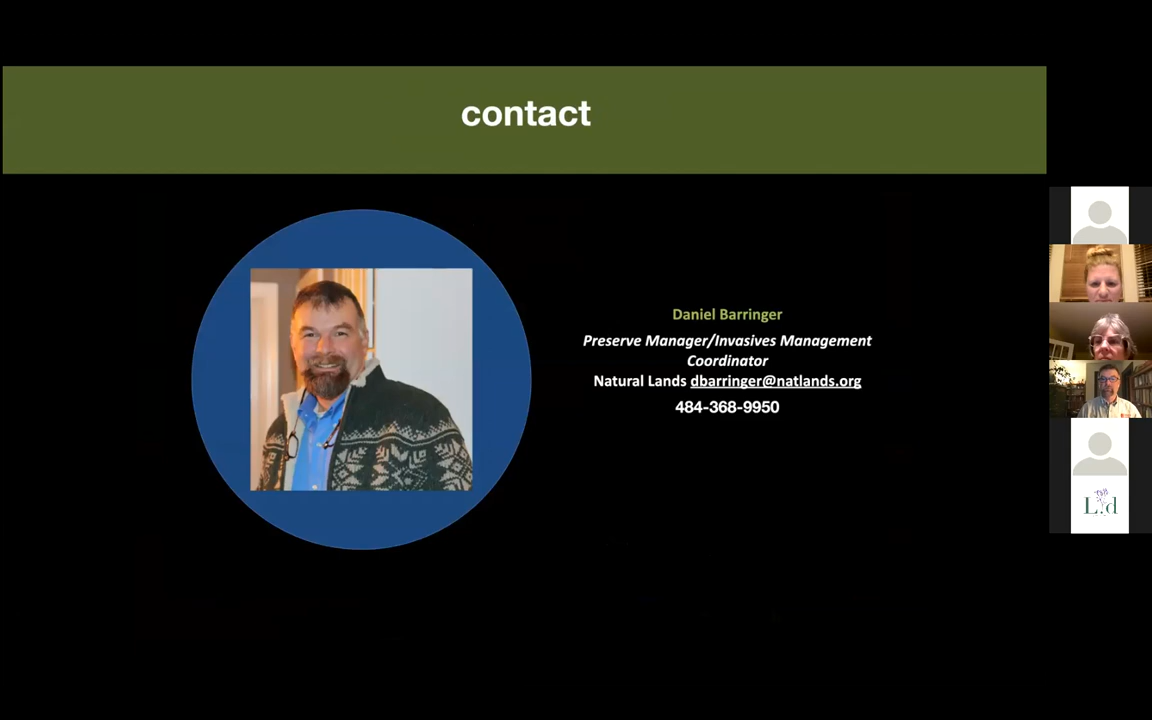 contact
Daniel Barringer
Preserve Manager/Invasives Management
Coordinator
Natural Lands dbarringer@natlands.org
484-368-9950
L.d